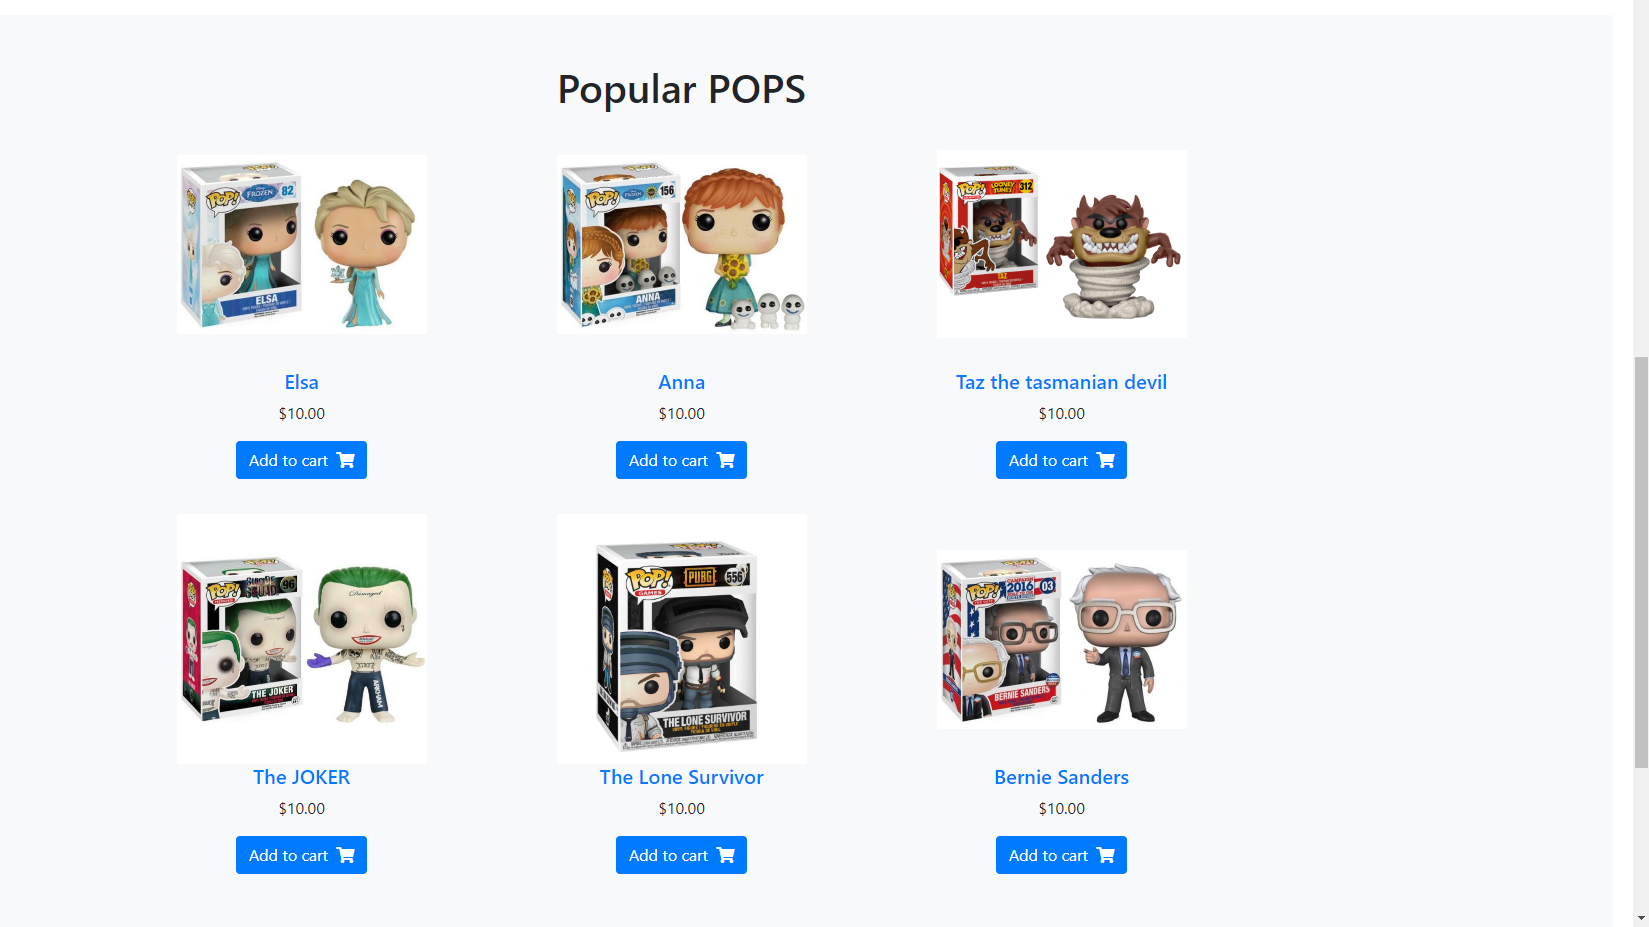 Popular POPS
POP!
FROZEN
82
ELSA
POP!
FROZEN
156
ANNA
POP!
LOONEY TUNES
312
TAZ
Elsa
Anna
Taz the tasmanian devil
$10.00
$10.00
$10.00
Add to cart
Add to cart
Add to cart
POP!
SUICIDE SQUAD
96
Damaged
THE JOKER
POP!
GAMES
PUBG
556
THE LONE SURVIVOR
POP!
CAMPAIGN
2016
03
BERNIE SANDERS
The JOKER
The Lone Survivor
Bernie Sanders
$10.00
$10.00
$10.00
Add to cart
Add to cart
Add to cart